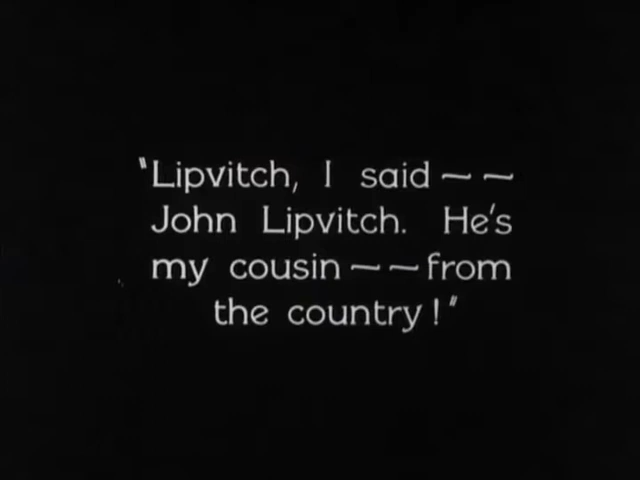 "Lipvitch, I said ~ ~
John Lipvitch. He's
my cousin ~ ~ from
the country!"